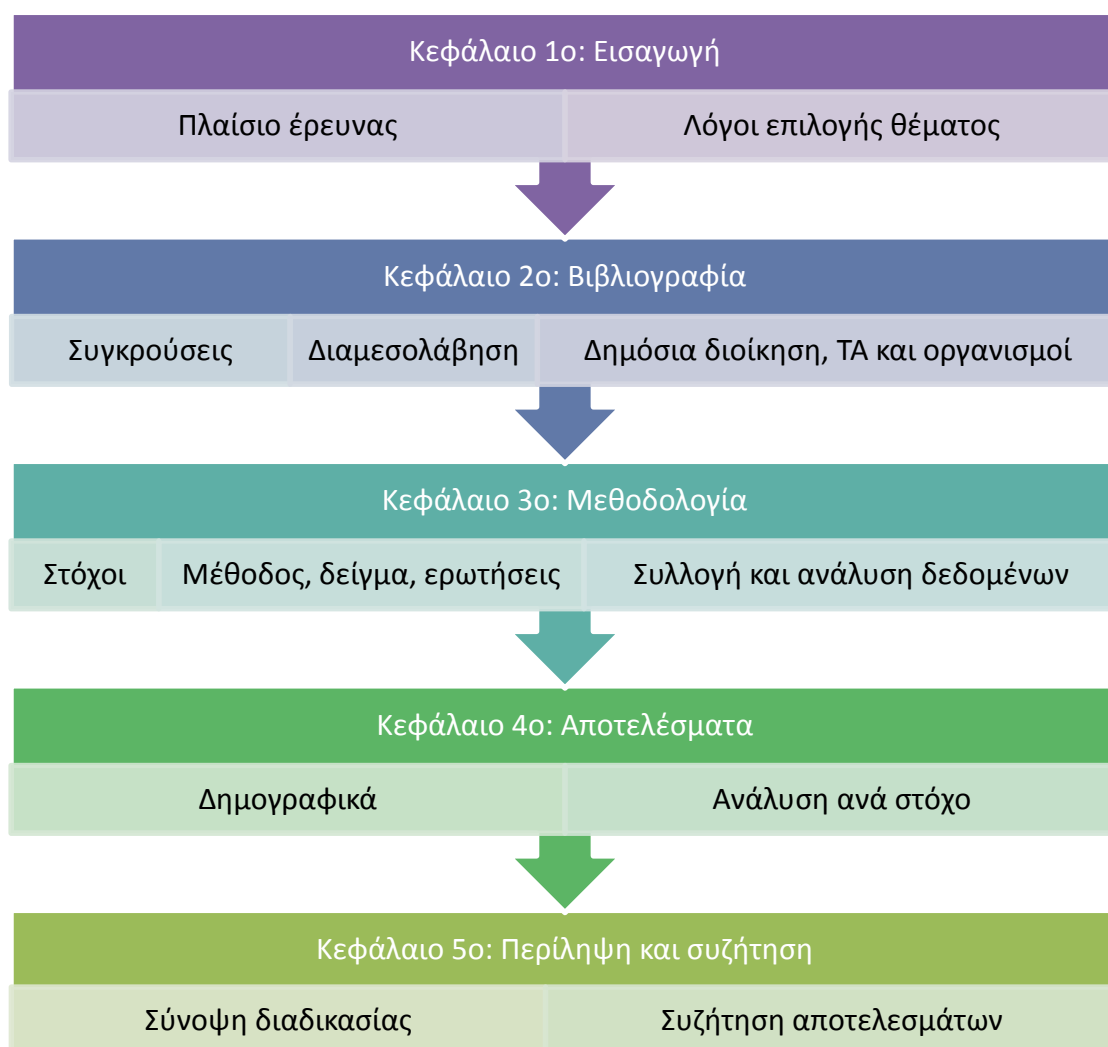 Κεφάλαιο 1ο: Εισαγωγή
Πλαίσιο έρευνας
Λόγοι επιλογής θέματος
Κεφάλαιο 2ο: Βιβλιογραφία
Συγκρούσεις
Διαμεσολάβηση
Δημόσια διοίκηση, ΤΑ και οργανισμοί
Κεφάλαιο 3ο: Μεθοδολογία
Στόχοι
Μέθοδος, δείγμα, ερωτήσεις
Συλλογή και ανάλυση δεδομένων
Κεφάλαιο 4ο: Αποτελέσματα
Δημογραφικά
Ανάλυση ανά στόχο
Κεφάλαιο 5ο: Περίληψη και συζήτηση
Σύνοψη διαδικασίας
Συζήτηση αποτελεσμάτων